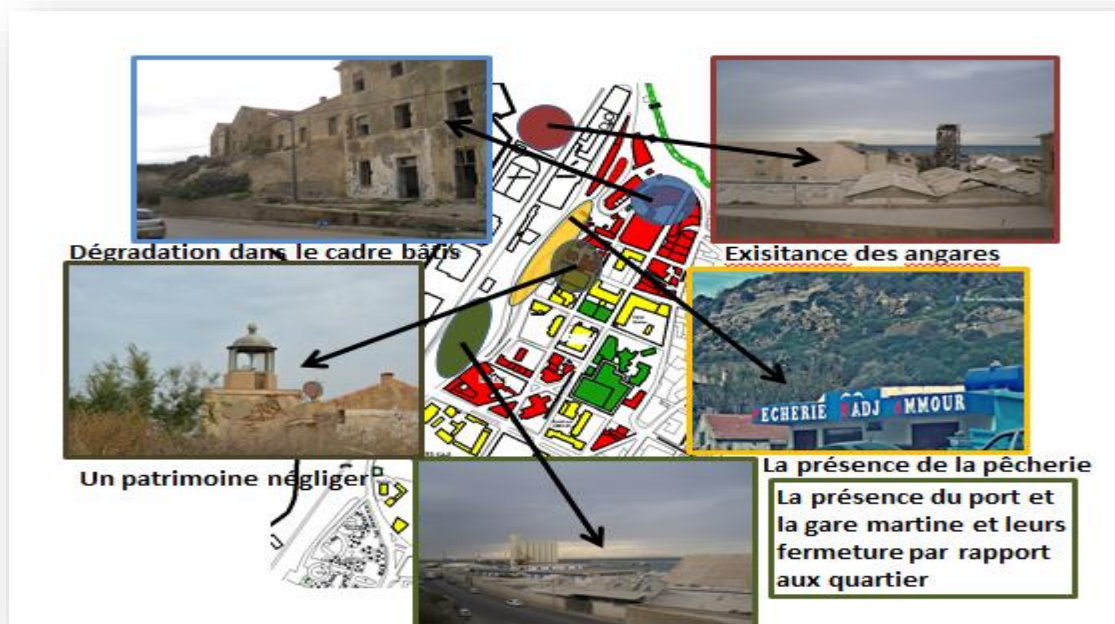 Dégradation dans le cadre bâtis
Exisitance des angares
ECHERIE ADJ AMMOUR
Un patrimoine négliger
La présence de la pêcherie
La présence du port et
la gare martine et leurs
fermeture par rapport
aux quartier